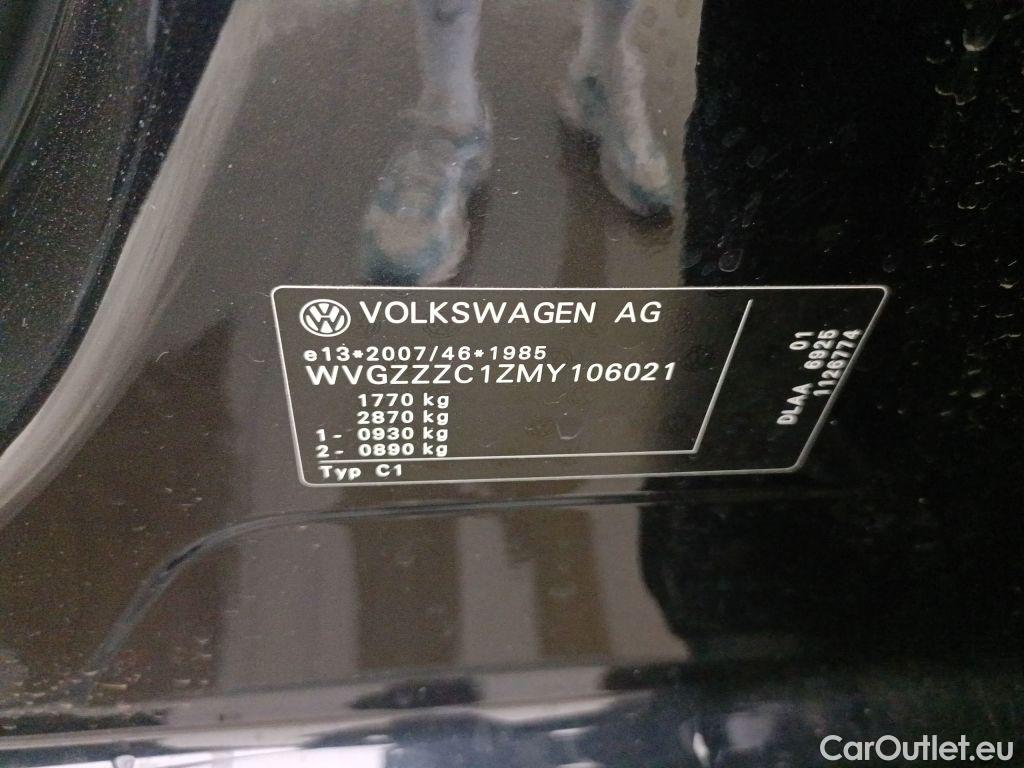 VOLKSWAGEN AG
e13*2007/46*1985
WVGZZZC1ZMY106021
1770 kg
2870 kg
1- 0930 kg
2- 0890 kg
Typ C1
01
DLAA 6925
1126774
CarOutlet.eu